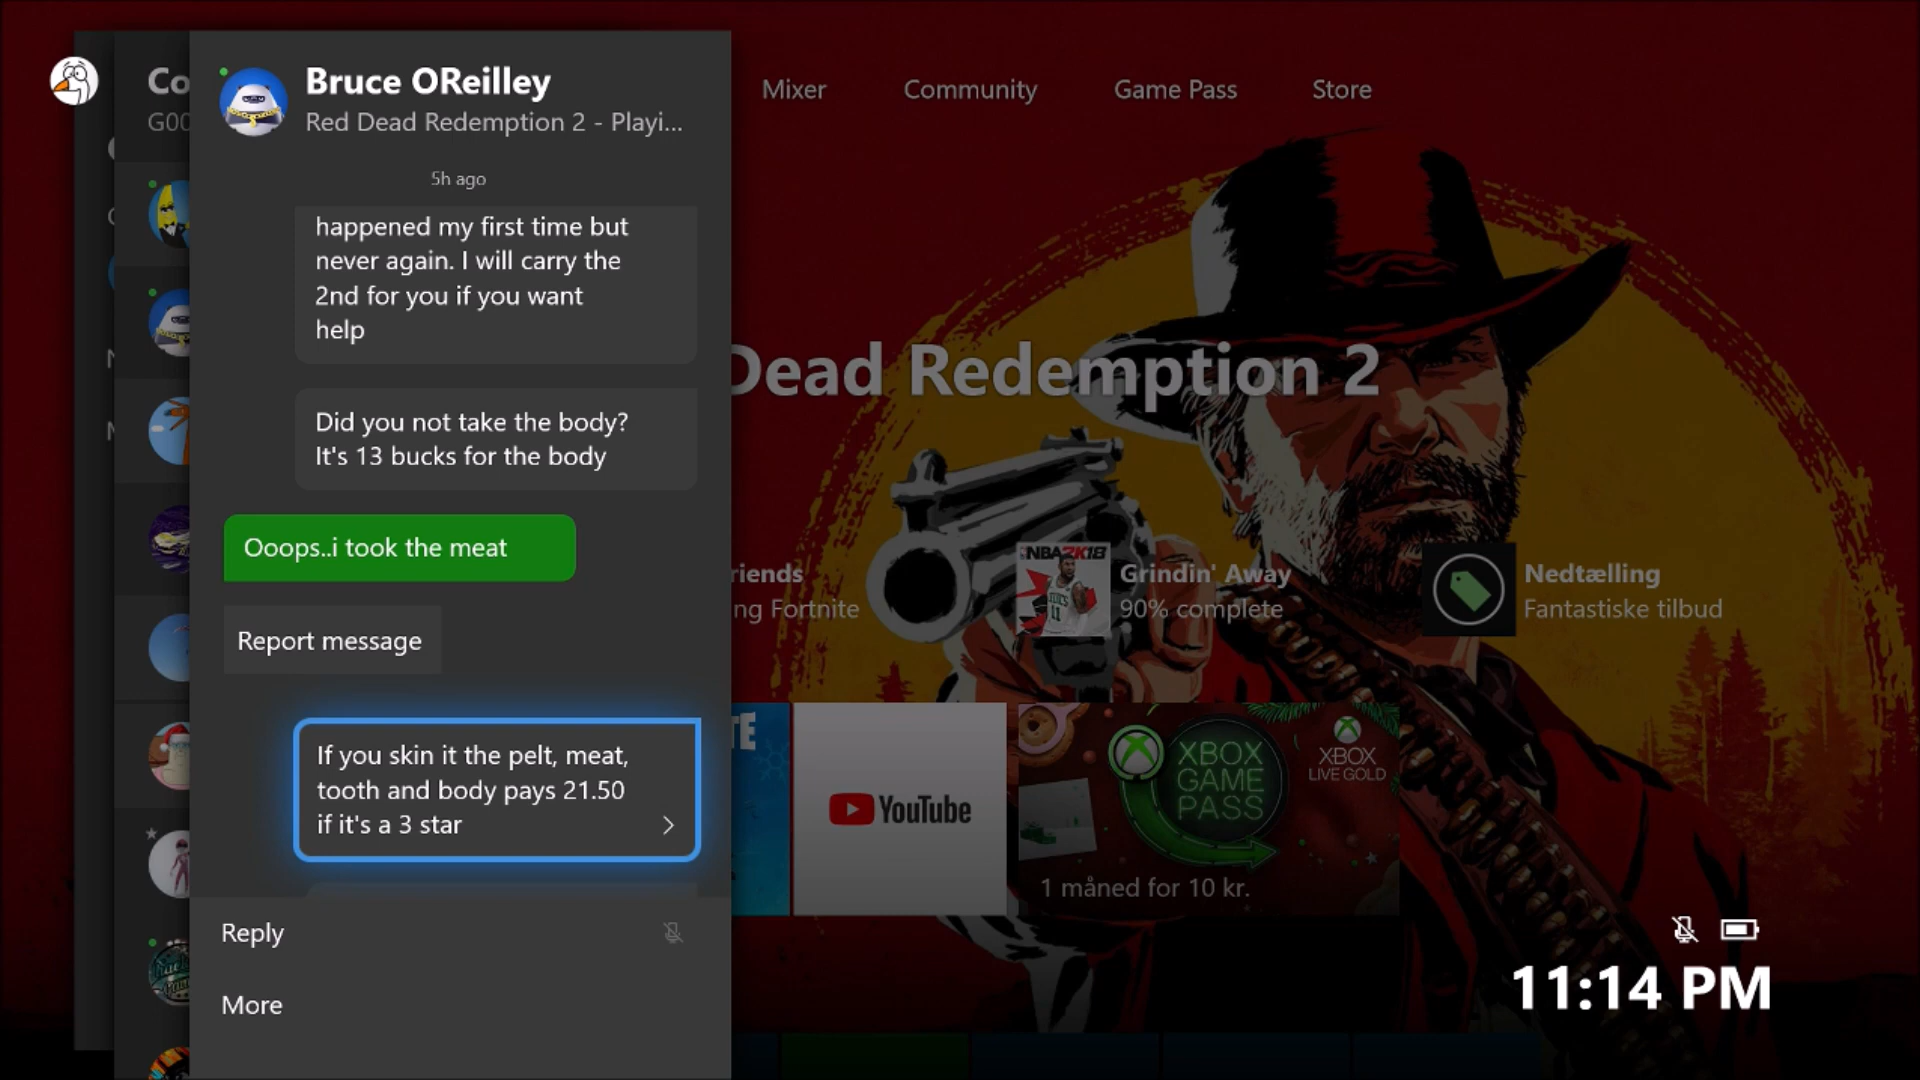 Co
G00
Bruce OReilley
Red Dead Redemption 2 - Playi...
5h ago
happened my first time but
never again. I will carry the
2nd for you if you want
help
Did you not take the body?
It's 13 bucks for the body
Ooops..i took the meat
Report message
If you skin it the pelt, meat,
tooth and body pays 21.50
if it's a 3 star
Reply
More
Mixer
Community
Game Pass
Store
Dead Redemption 2
riends
ng Fortnite
NBA2K18
CELTICS
11
Grindin' Away
90% complete
Nedtælling
Fantastiske tilbud
TE
YouTube
XBOX
GAME
PASS
XBOX
LIVE GOLD
1 måned for 10 kr.
11:14 PM